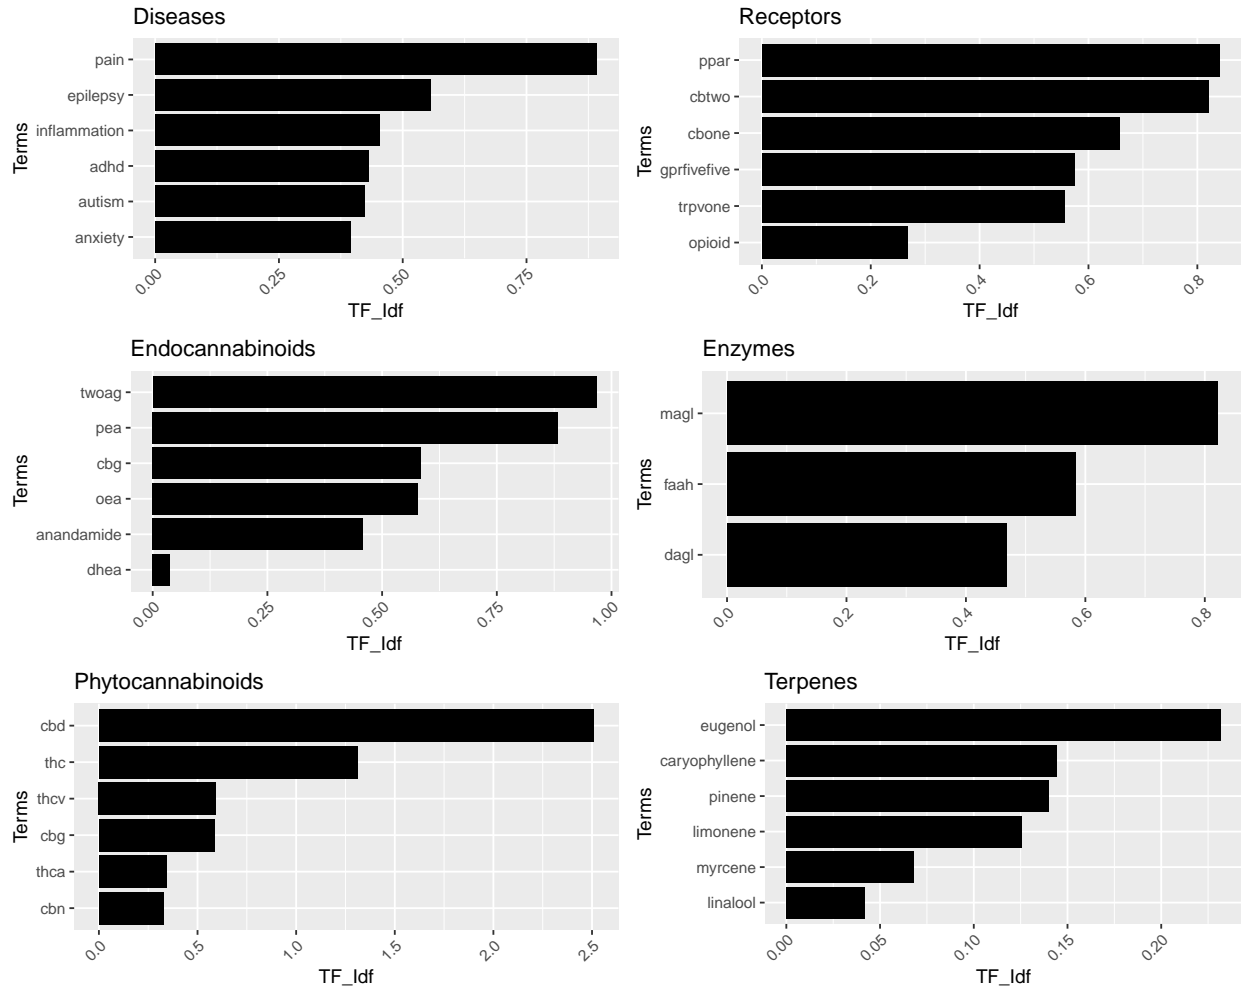 Diseases
Terms
pain
epilepsy
inflammation
adhd
autism
anxiety
0.00
0.25
0.50
0.75
TF_Idf
Receptors
Terms
ppar
cbtwo
cbone
gprfivefive
trpvone
opioid
0.0
0.2
0.4
0.6
0.8
TF_Idf
Endocannabinoids
Terms
twoag
pea
cbg
oea
anandamide
dhea
0.00
0.25
0.50
0.75
1.00
TF_Idf
Enzymes
Terms
magl
faah
dagl
0.0
0.2
0.4
0.6
0.8
TF_Idf
Phytocannabinoids
Terms
cbd
thc
thcv
cbg
thca
cbn
0.0
0.5
1.0
1.5
2.0
2.5
TF_Idf
Terpenes
Terms
eugenol
caryophyllene
pinene
limonene
myrcene
linalool
0.00
0.05
0.10
0.15
0.20
TF_Idf